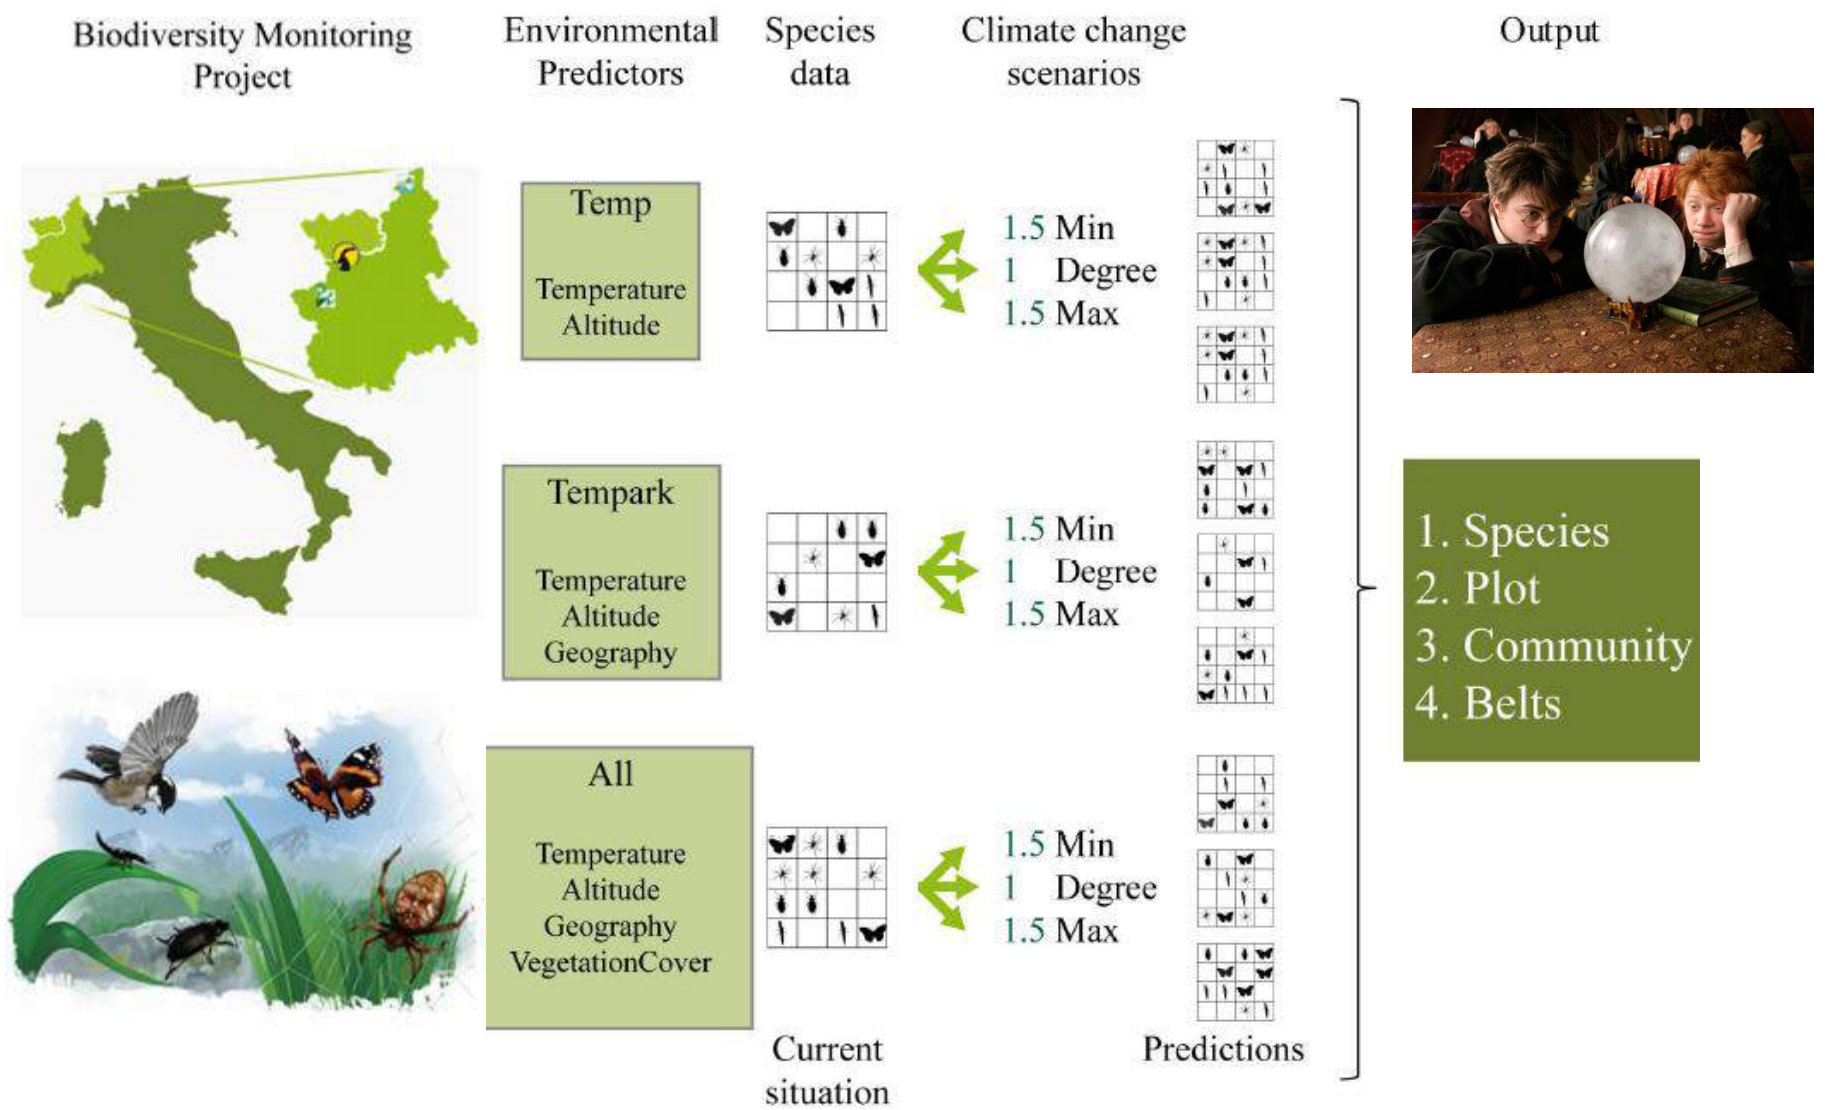 Biodiversity Monitoring
Project
Environmental
Predictors
Species
data
Climate change
scenarios
Output
Temp
Temperature
Altitude
1.5 Min
1 Degree
1.5 Max
Tempark
Temperature
Altitude
Geography
1.5 Min
1 Degree
1.5 Max
All
Temperature
Altitude
Geography
VegetationCover
1.5 Min
1 Degree
1.5 Max
Current
situation
Predictions
1. Species
2. Plot
3. Community
4. Belts